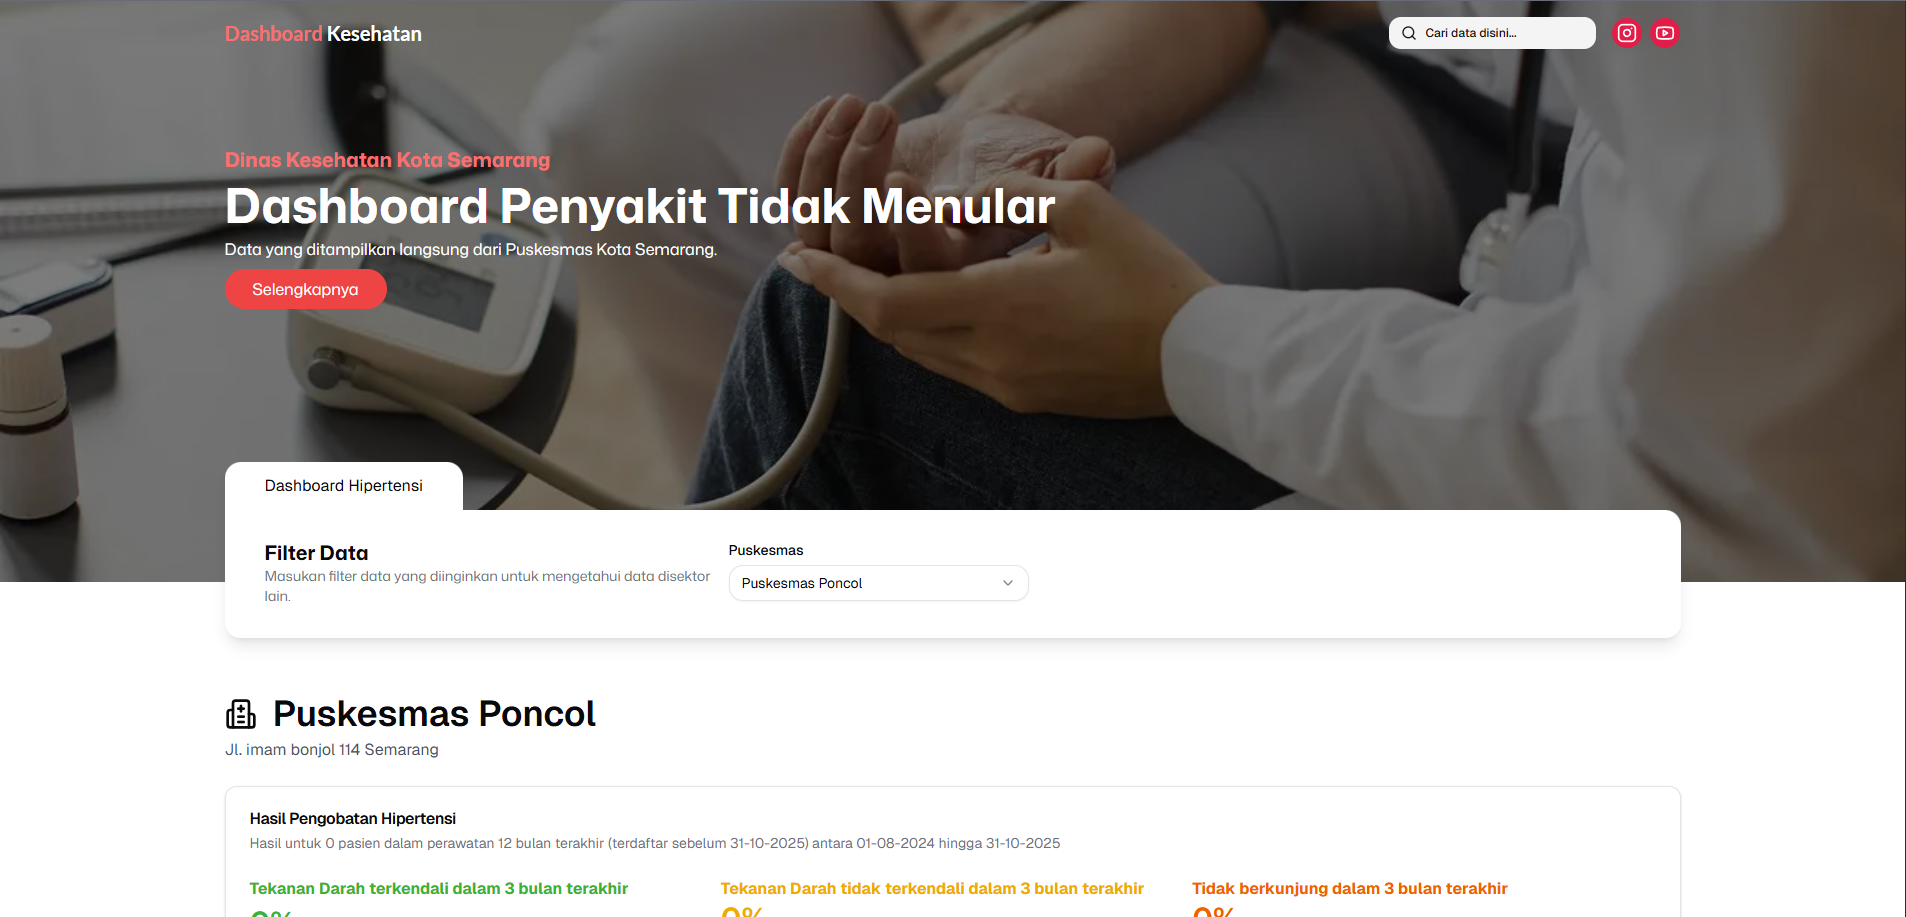 Dashboard Kesehatan
Cari data disini...
Dinas Kesehatan Kota Semarang
Dashboard Penyakit Tidak Menular
Data yang ditampilkan langsung dari Puskesmas Kota Semarang.
Selengkapnya
Dashboard Hipertensi
Filter Data
Masukan filter data yang diinginkan untuk mengetahui data disektor
lain.
Puskesmas
Puskesmas Poncol
Puskesmas Poncol
Jl. imam bonjol 114 Semarang
Hasil Pengobatan Hipertensi
Hasil untuk 0 pasien dalam perawatan 12 bulan terakhir (terdaftar sebelum 31-10-2025) antara 01-08-2024 hingga 31-10-2025
Tekanan Darah terkendali dalam 3 bulan terakhir
0%
Tekanan Darah tidak terkendali dalam 3 bulan terakhir
0%
Tidak berkunjung dalam 3 bulan terakhir
0%